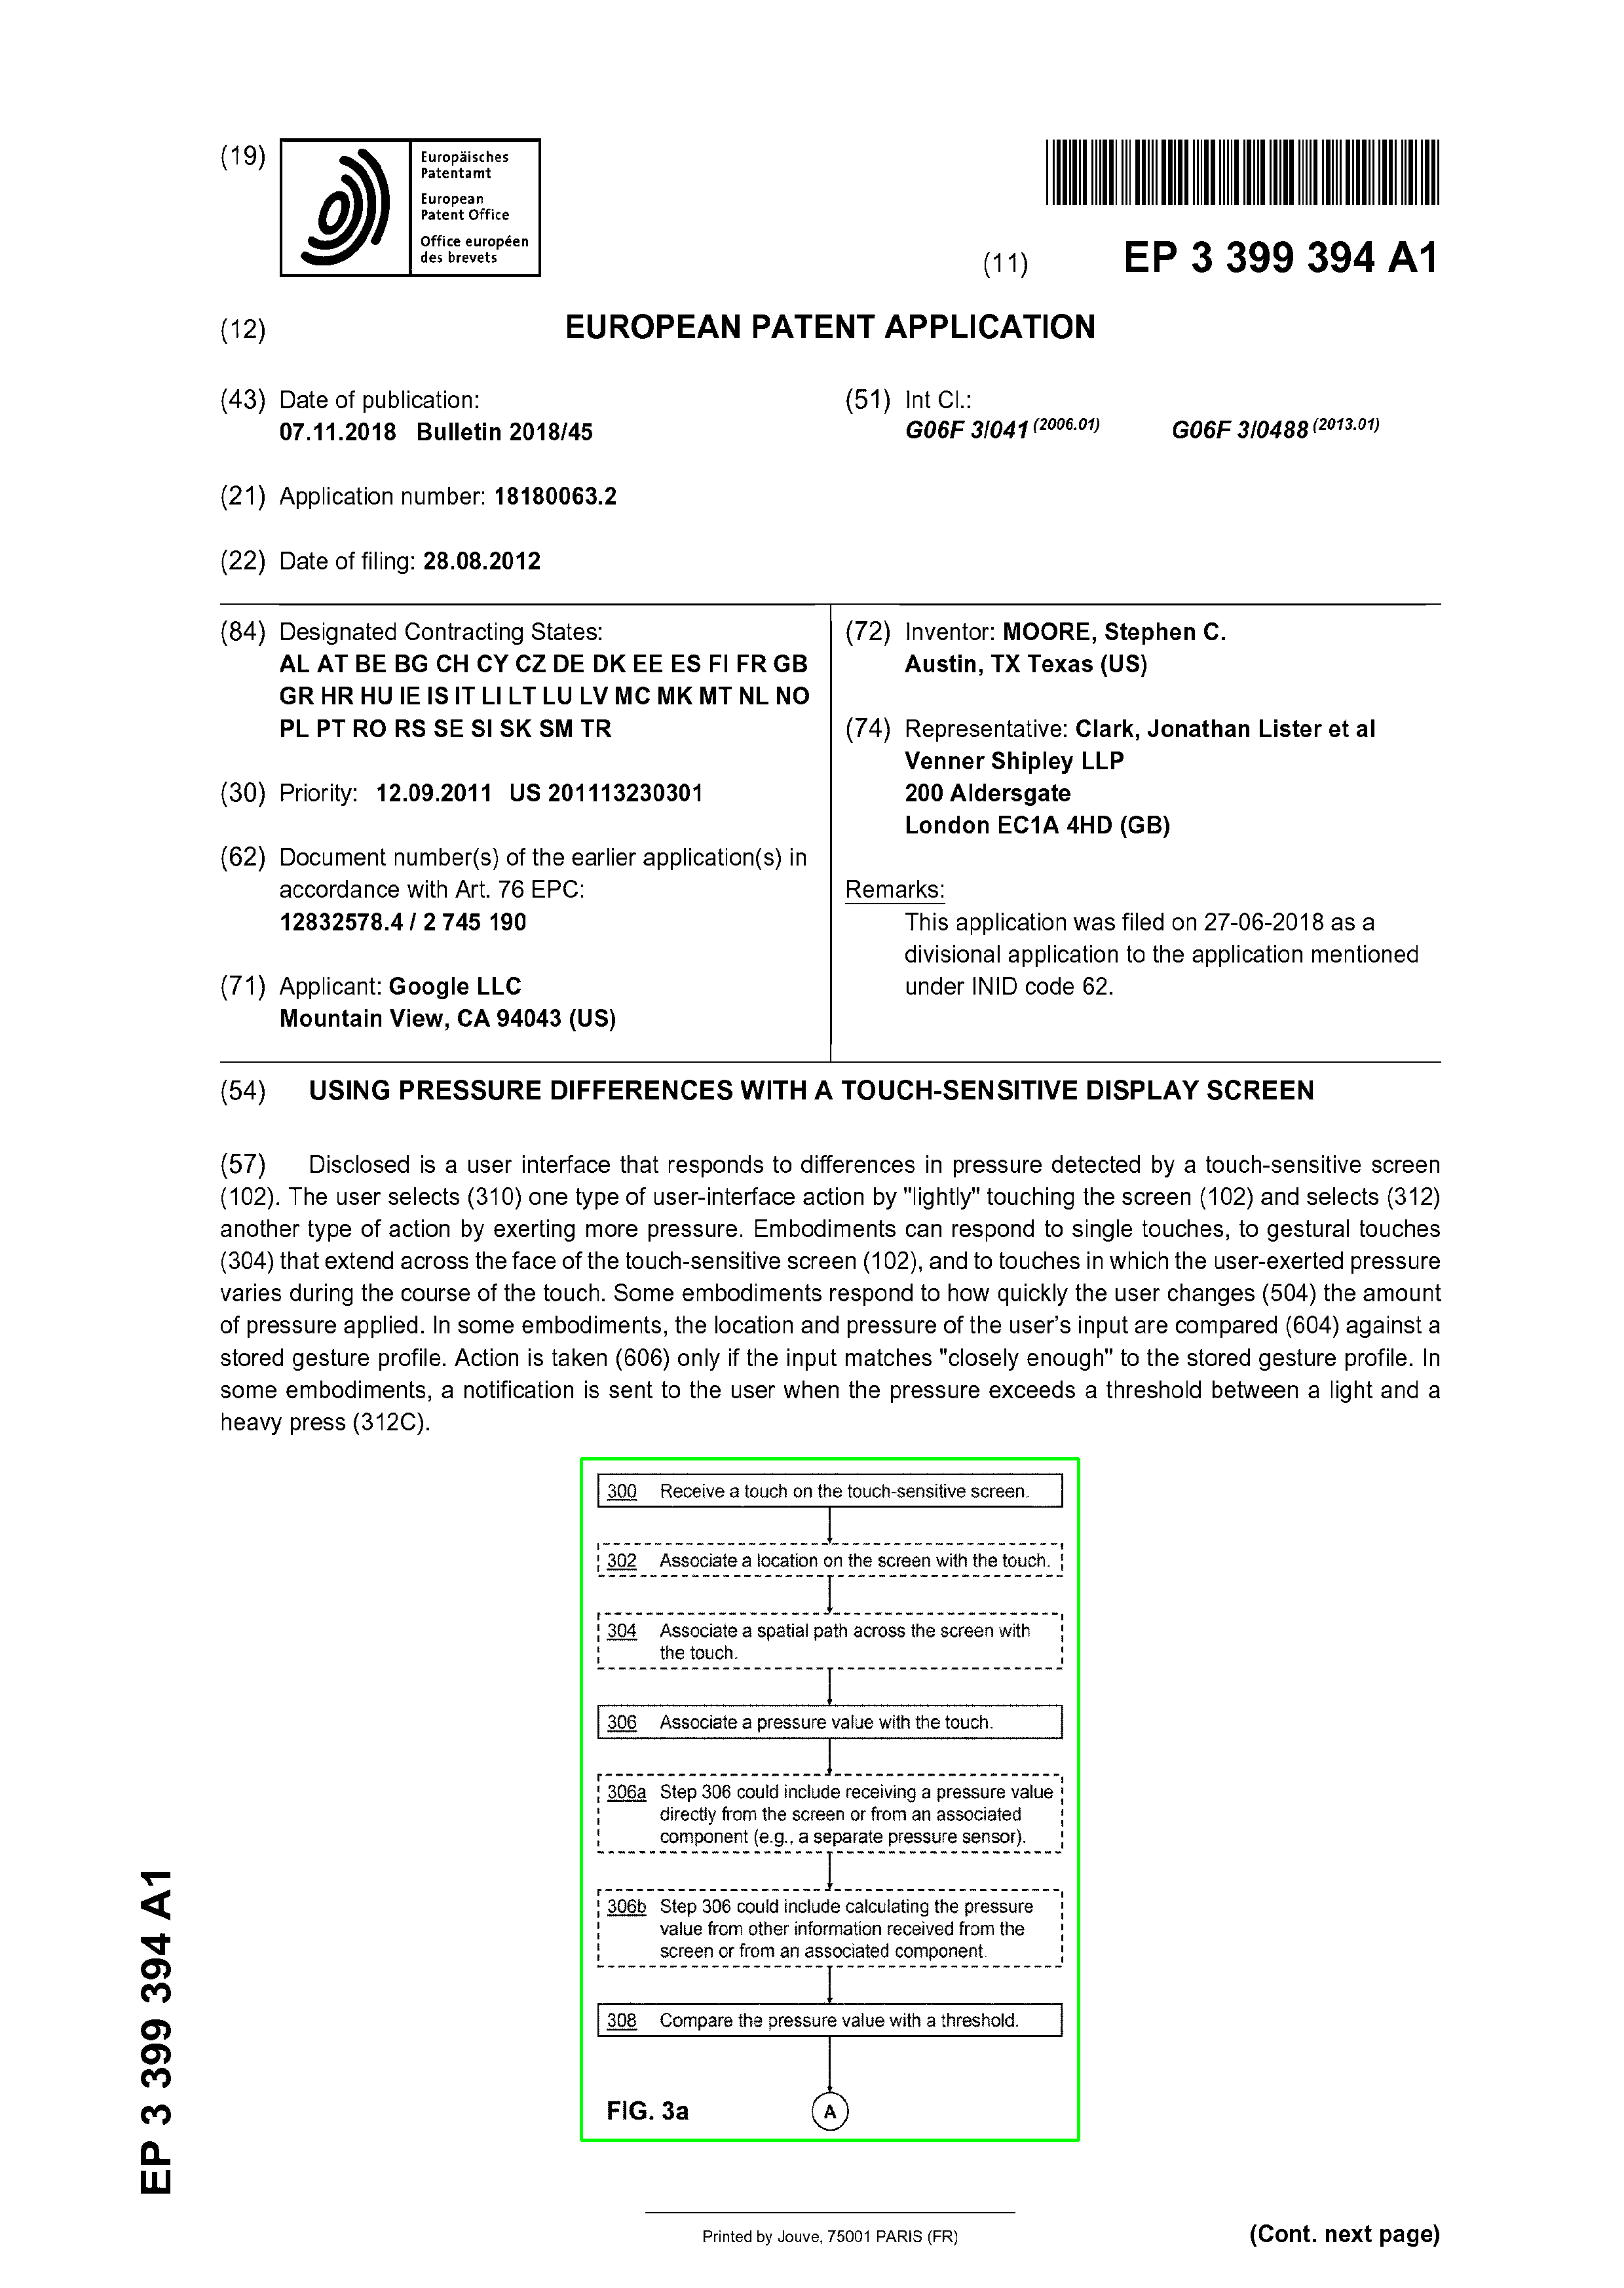 (19)
Europäisches
Patentamt
European
Patent Office
Office européen
des brevets
(11) EP 3 399 394 A1
(12) EUROPEAN PATENT APPLICATION
(43) Date of publication:
07.11.2018 Bulletin 2018/45
(51) Int Cl.:
G06F 3/041 (2006.01) G06F 3/0488 (2013.01)
(21) Application number: 18180063.2
(22) Date of filing: 28.08.2012
(84) Designated Contracting States:
AL AT BE BG CH CY CZ DE DK EE ES FI FR GB
GR HR HU IE IS IT LI LT LU LV MC MK MT NL NO
PL PT RO RS SE SI SK SM TR
(30) Priority: 12.09.2011 US 201113230301
(62) Document number(s) of the earlier application(s) in
accordance with Art. 76 EPC:
12832578.4 / 2 745 190
(71) Applicant: Google LLC
Mountain View, CA 94043 (US)
(72) Inventor: MOORE, Stephen C.
Austin, TX Texas (US)
(74) Representative: Clark, Jonathan Lister et al
Venner Shipley LLP
200 Aldersgate
London EC1A 4HD (GB)
Remarks:
This application was filed on 27-06-2018 as a
divisional application to the application mentioned
under INID code 62.
(54) USING PRESSURE DIFFERENCES WITH A TOUCH-SENSITIVE DISPLAY SCREEN
(57) Disclosed is a user interface that responds to differences in pressure detected by a touch-sensitive screen
(102). The user selects (310) one type of user-interface action by "lightly" touching the screen (102) and selects (312)
another type of action by exerting more pressure. Embodiments can respond to single touches, to gestural touches
(304) that extend across the face of the touch-sensitive screen (102), and to touches in which the user-exerted pressure
varies during the course of the touch. Some embodiments respond to how quickly the user changes (504) the amount
of pressure applied. In some embodiments, the location and pressure of the user's input are compared (604) against a
stored gesture profile. Action is taken (606) only if the input matches "closely enough" to the stored gesture profile. In
some embodiments, a notification is sent to the user when the pressure exceeds a threshold between a light and a
heavy press (312C).
300 Receive a touch on the touch-sensitive screen.
302 Associate a location on the screen with the touch.
304 Associate a spatial path across the screen with
the touch.
306 Associate a pressure value with the touch.
306a Step 306 could include receiving a pressure value
directly from the screen or from an associated
component (e.g., a separate pressure sensor).
306b Step 306 could include calculating the pressure
value from other information received from the
screen or from an associated component.
308 Compare the pressure value with a threshold.
FIG. 3a A
EP 3 399 394 A1
Printed by Jouve, 75001 PARIS (FR)
(Cont. next page)